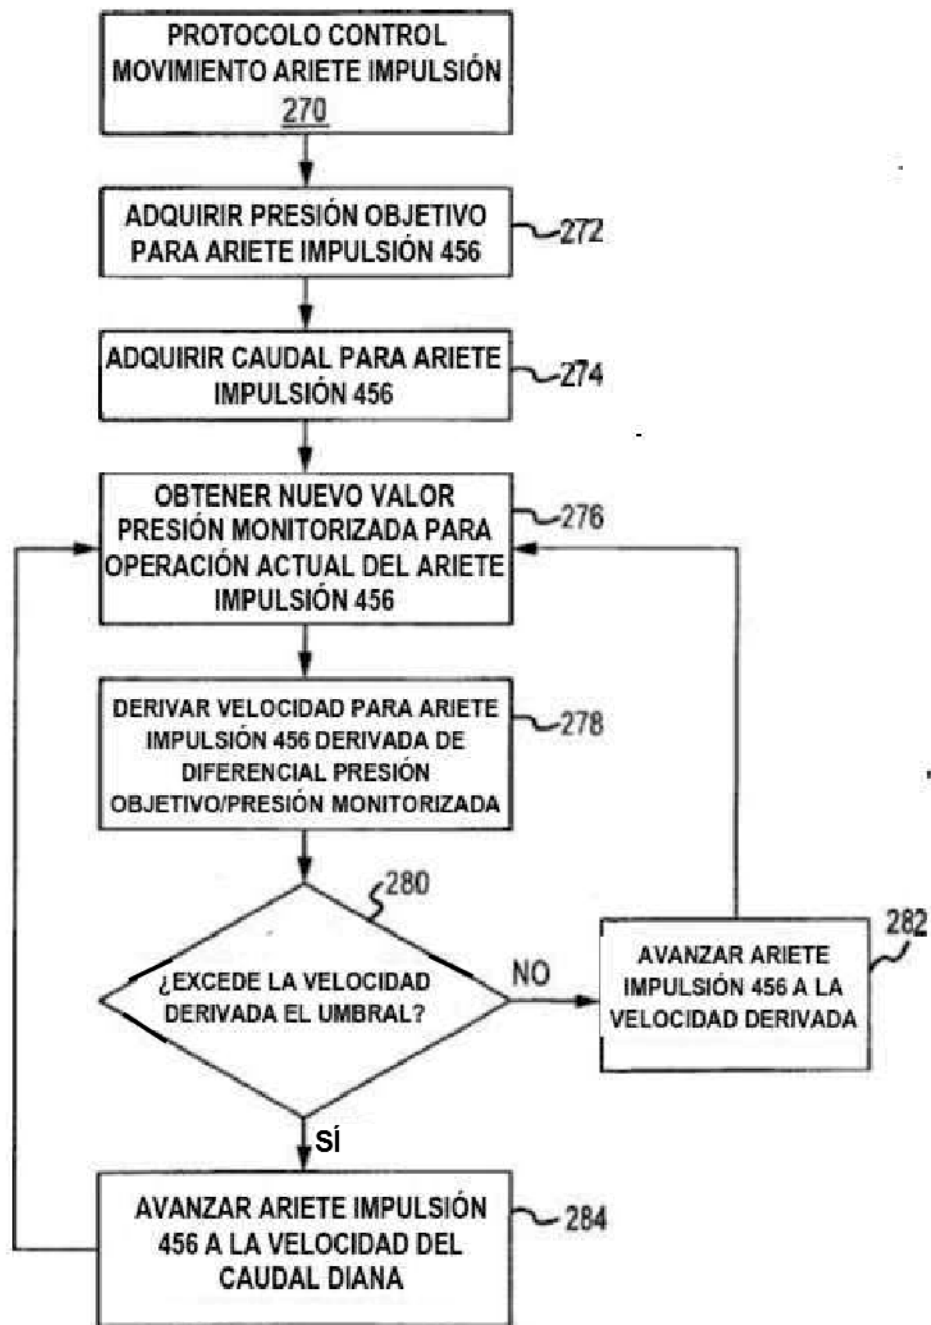 PROTOCOLO CONTROL
MOVIMIENTO ARIETE IMPULSIÓN
270
ADQUIRIR PRESIÓN OBJETIVO
PARA ARIETE IMPULSIÓN 456
272
ADQUIRIR CAUDAL PARA ARIETE
IMPULSIÓN 456
274
OBTENER NUEVO VALOR
PRESIÓN MONITORIZADA PARA
OPERACIÓN ACTUAL DEL ARIETE
IMPULSIÓN 456
276
DERIVAR VELOCIDAD PARA ARIETE
IMPULSIÓN 456 DERIVADA DE
DIFERENCIAL PRESIÓN
OBJETIVO/PRESIÓN MONITORIZADA
278
280
¿EXCEDE LA VELOCIDAD
DERIVADA EL UMBRAL?
NO
282
AVANZAR ARIETE
IMPULSIÓN 456 A LA
VELOCIDAD DERIVADA
SÍ
AVANZAR ARIETE IMPULSIÓN
456 A LA VELOCIDAD DEL
CAUDAL DIANA
284